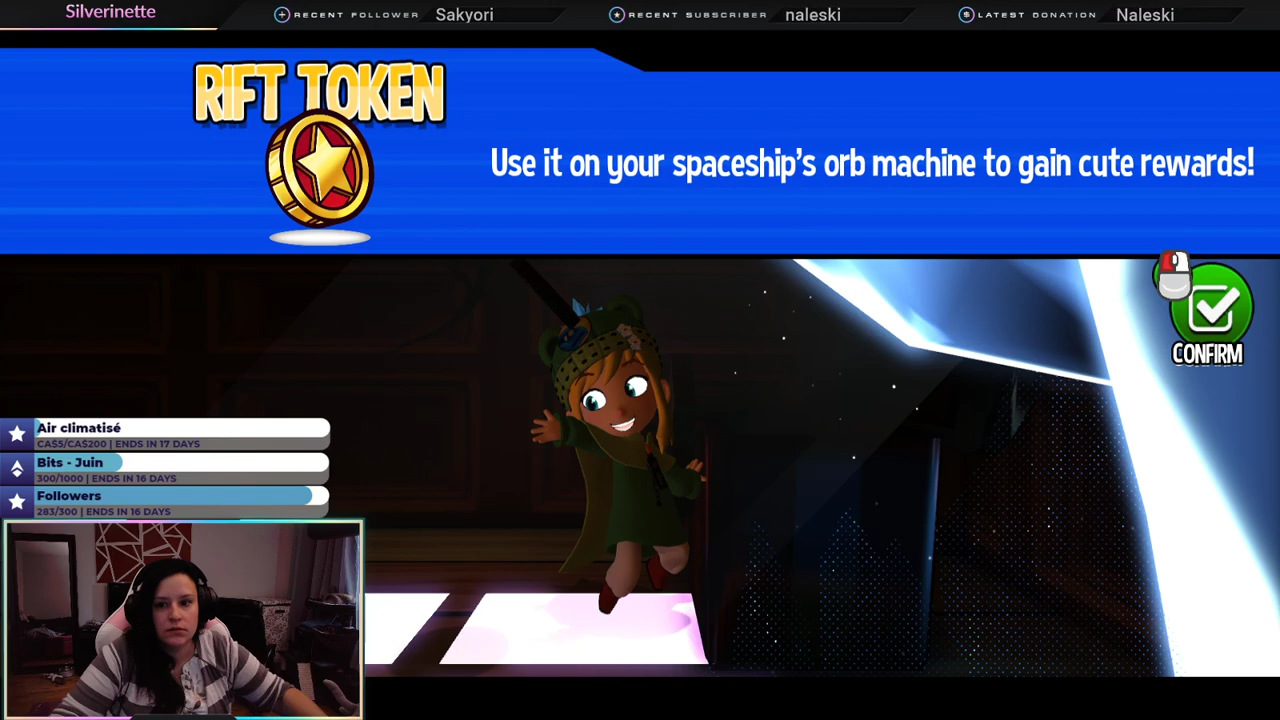 Silverinette
RECENT FOLLOWER Sakyori
RECENT SUBSCRIBER naleski
LATEST DONATION Naleski
RIFT TOKEN
Use it on your spaceship's orb machine to gain cute rewards!
CONFIRM
Air climatisé
CA$5/CA$200 | ENDS IN 17 DAYS
Bits - Juin
300/1000 | ENDS IN 16 DAYS
Followers
283/300 | ENDS IN 16 DAYS